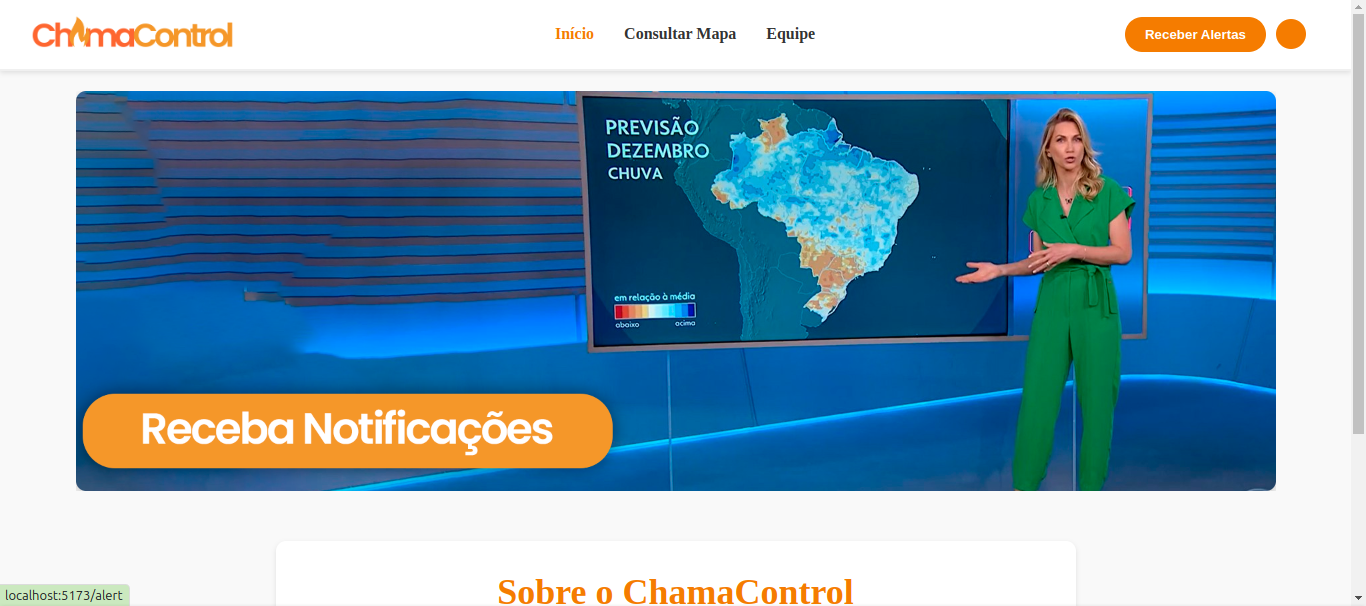 ChamaControl
Início
Consultar Mapa
Equipe
Receber Alertas
PREVISÃO
DEZEMBRO
CHUVA
em relação à média
abaixo
acima
Receba Notificações
Sobre o ChamaControl
localhost:5173/alert